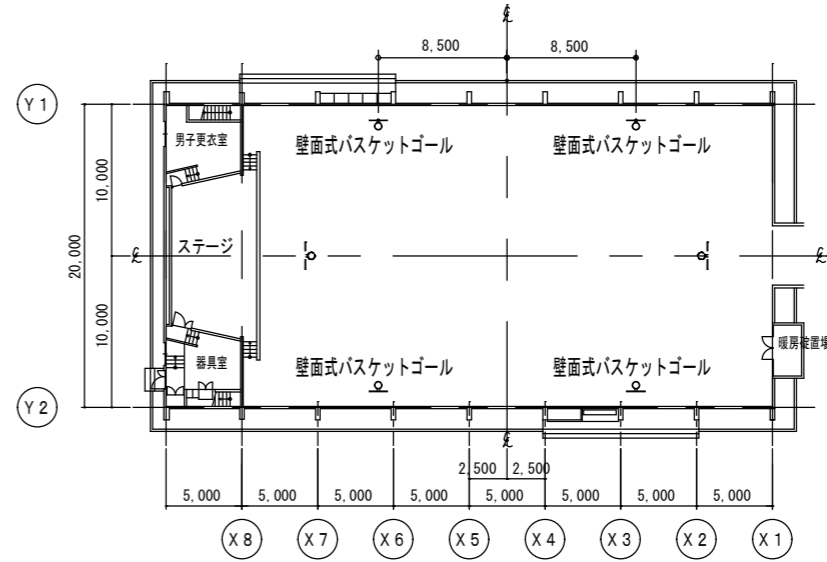 ℄
8,500 8,500
Y1
男子更衣室
壁面式バスケットゴール 壁面式バスケットゴール
10,000
20,000
℄ ステージ ℄
10,000
器具室
壁面式バスケットゴール 壁面式バスケットゴール
暖房碇置場
Y2
℄
2,500 2,500
5,000 5,000 5,000 5,000 5,000 5,000 5,000 5,000
X8 X7 X6 X5 X4 X3 X2 X1